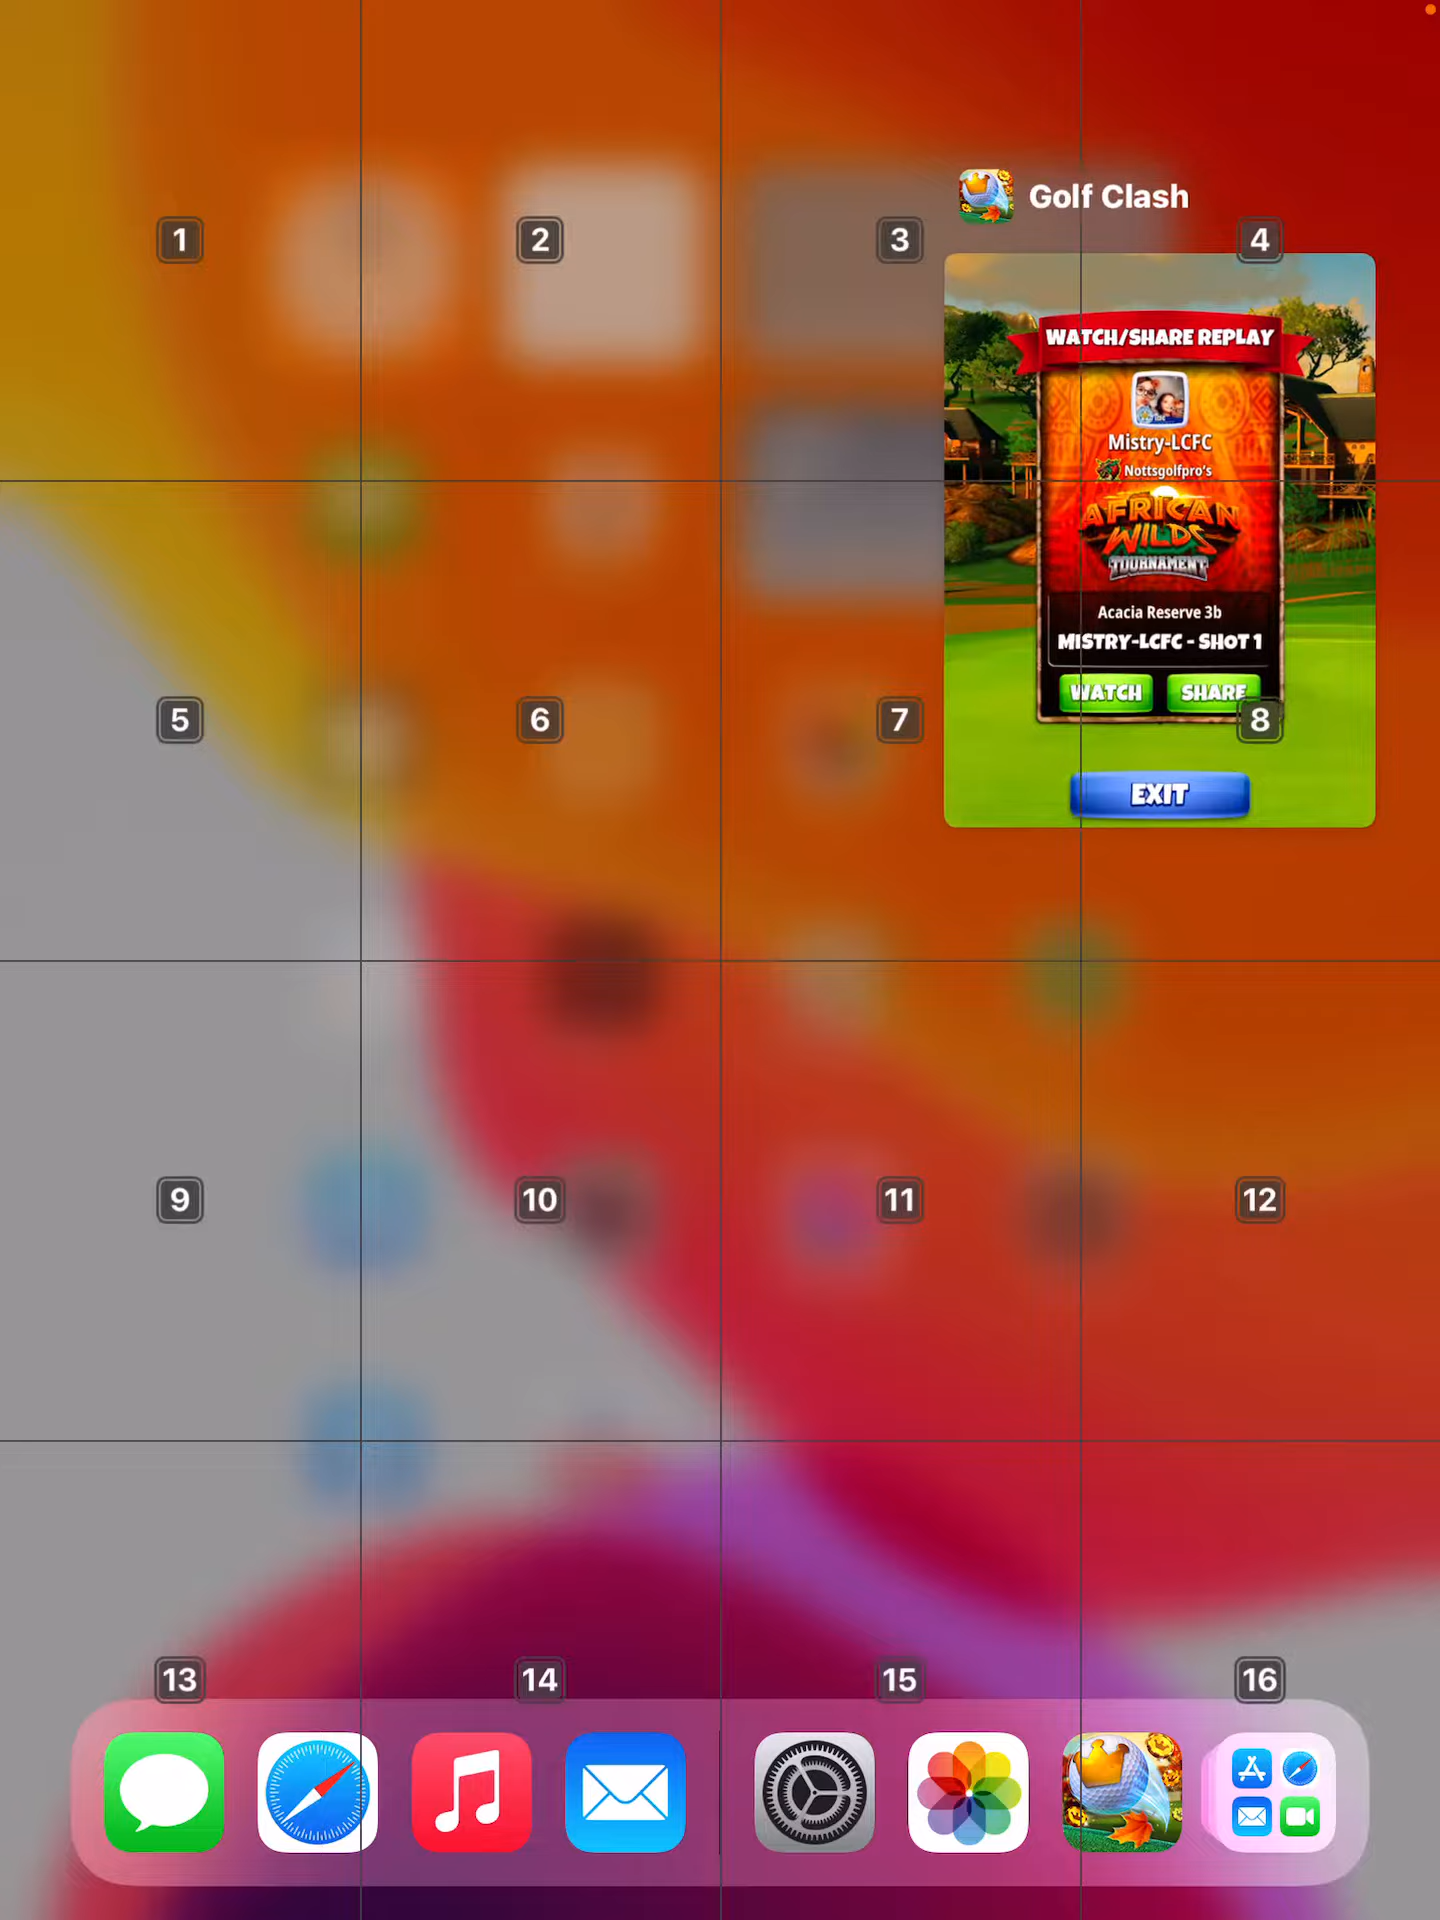 Golf Clash
1
2
3
4
WATCH/SHARE REPLAY
Mistry-LCFC
Nottsgolfpro's
AFRICAN
WILDS
TOURNAMENT
Acacia Reserve 3b
MISTRY-LCFC - SHOT 1
WATCH SHARE
5
6
7
8
EXIT
9
10
11
12
13
14
15
16